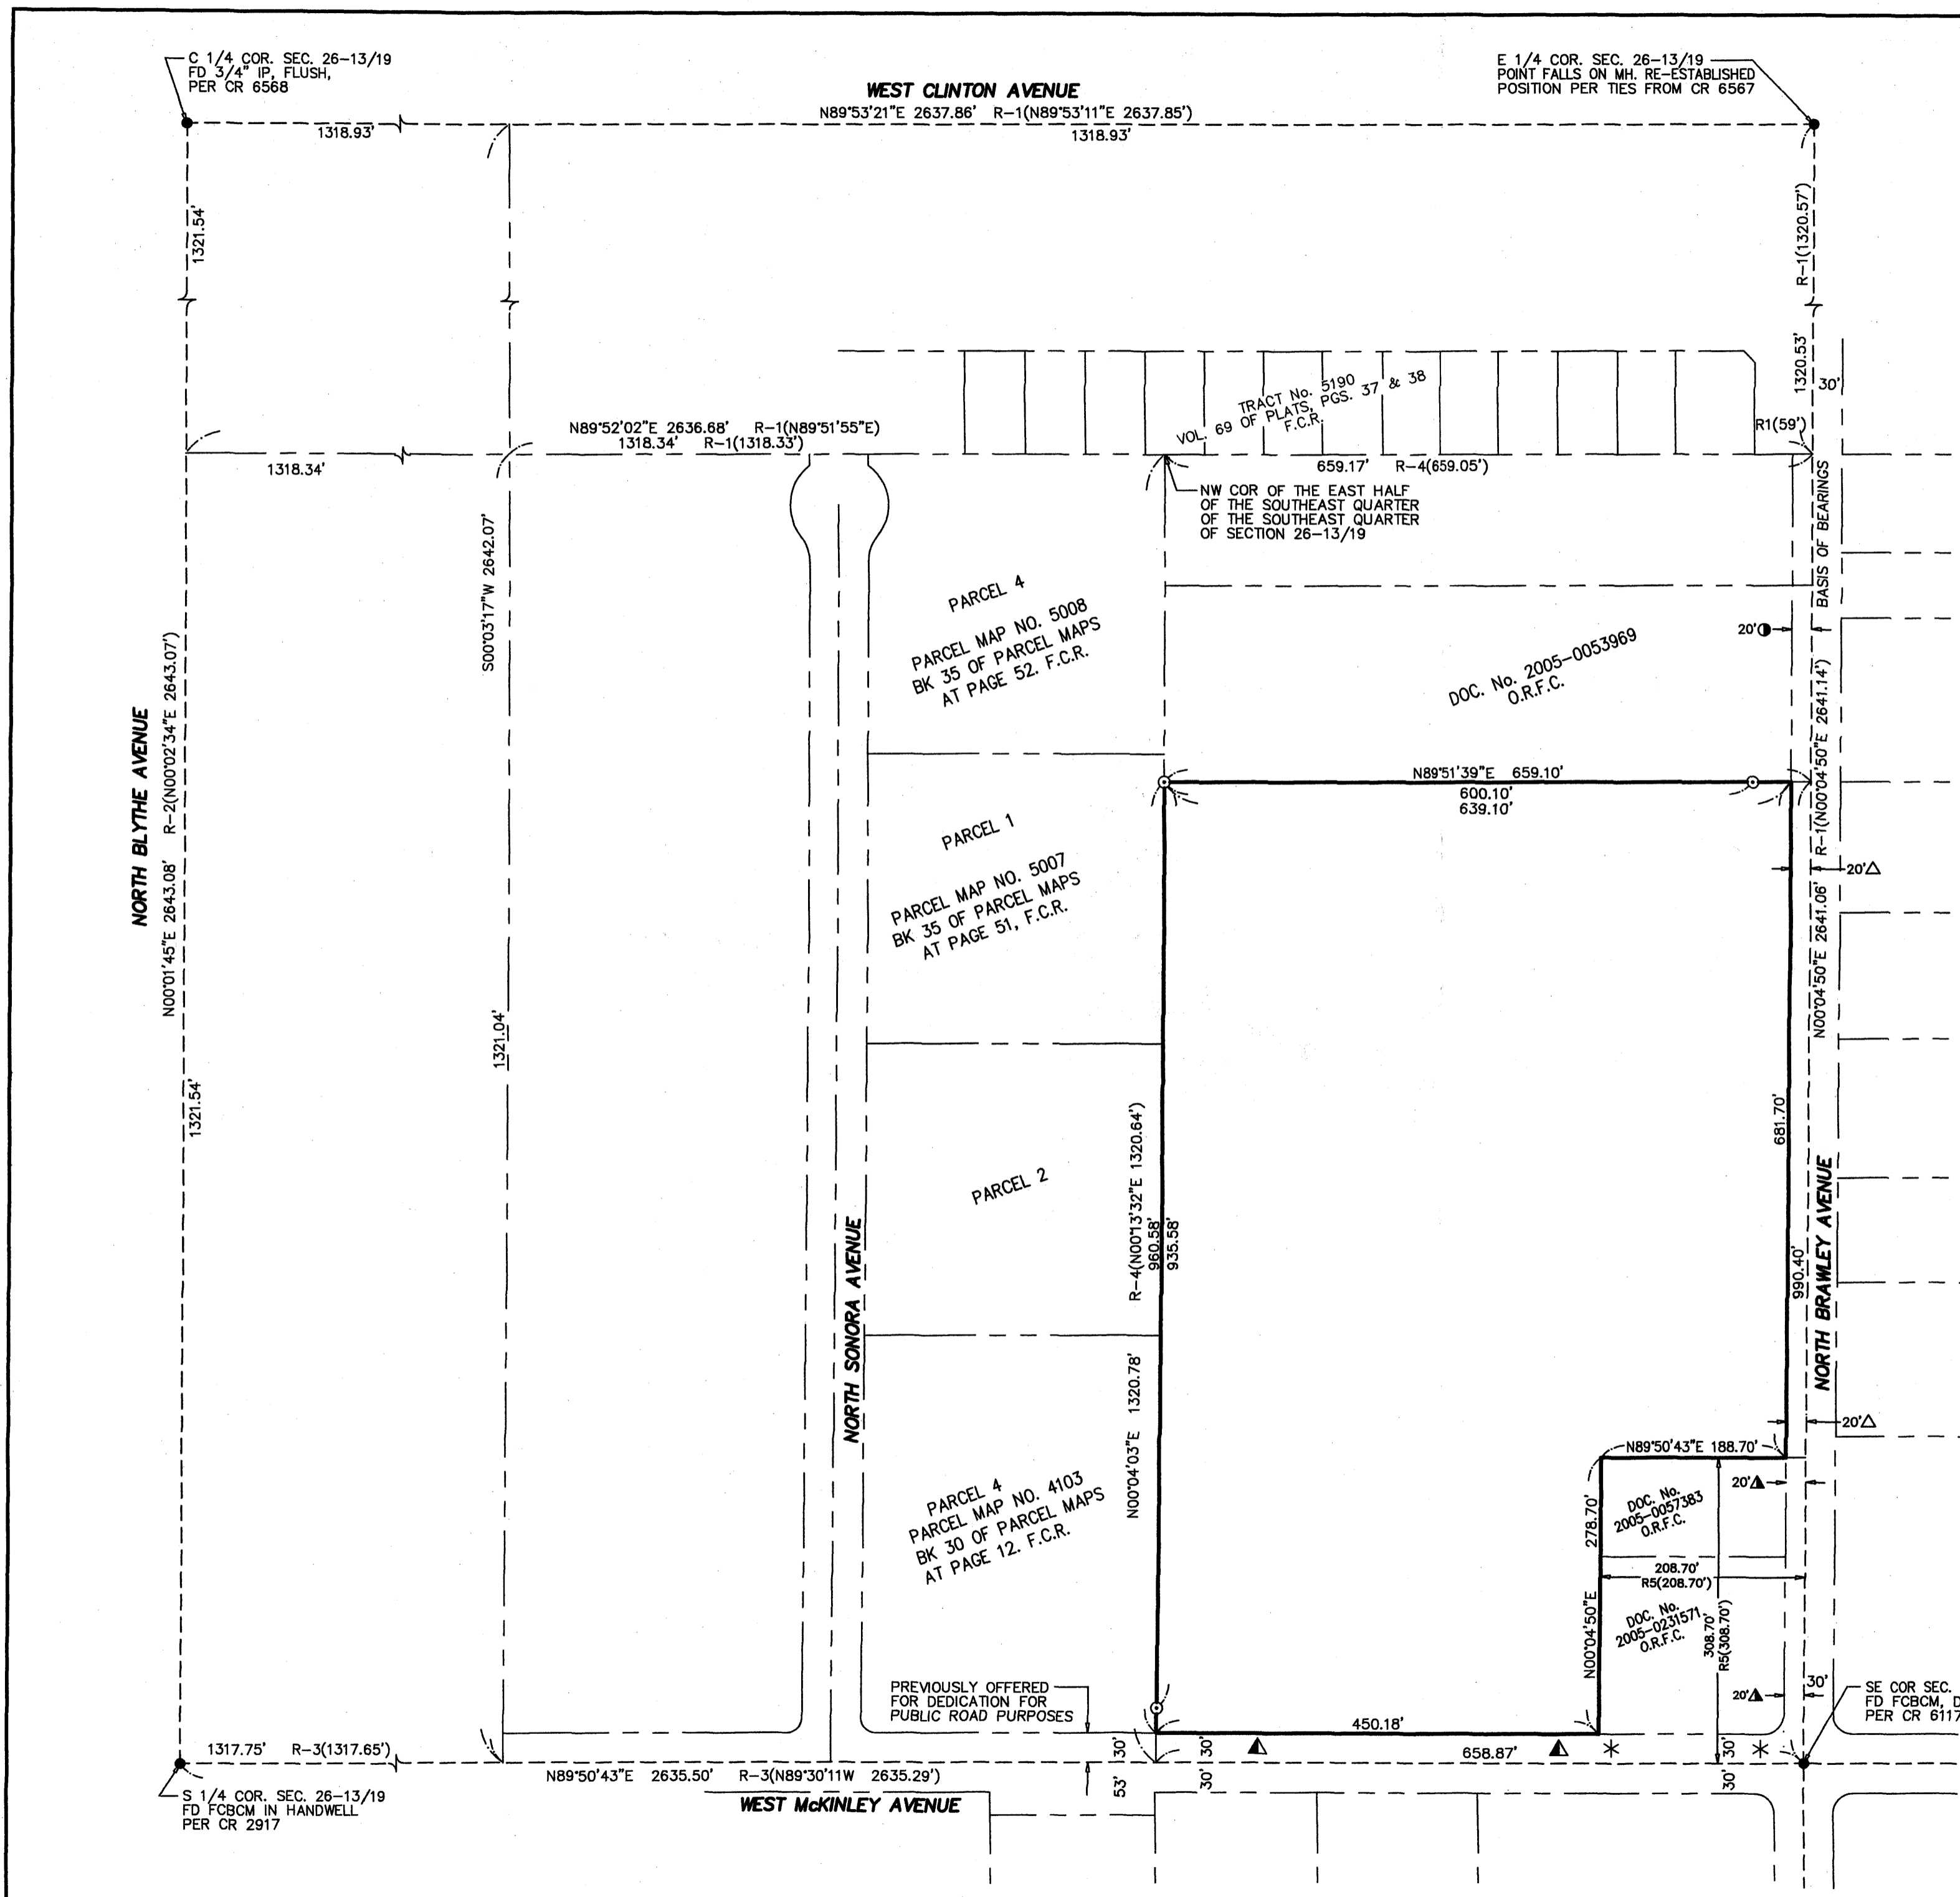 C 1/4 COR. SEC. 26-13/19
FD 3/4" IP, FLUSH,
PER CR 6568
E 1/4 COR. SEC. 26-13/19
POINT FALLS ON MH. RE-ESTABLISHED
POSITION PER TIES FROM CR 6567
WEST CLINTON AVENUE
N89°53'21"E 2637.86' R-1(N89°53'11"E 2637.85')
1318.93'
1318.93'
1321.54'
R-1(1320.57')
1320.53'
30'
TRACT No. 5190
VOL. 69 OF PLATS, PGS. 37 & 38
F.C.R.
R1(59')
N89°52'02"E 2636.68' R-1(N89°51'55"E)
1318.34' R-1(1318.33')
1318.34'
659.17' R-4(659.05')
NW COR OF THE EAST HALF
OF THE SOUTHEAST QUARTER
OF THE SOUTHEAST QUARTER
OF SECTION 26-13/19
BASIS OF BEARINGS
S00°03'17"W 2642.07'
PARCEL 4
PARCEL MAP NO. 5008
BK 35 OF PARCEL MAPS
AT PAGE 52. F.C.R.
DOC. No. 2005-0053969
O.R.F.C.
20'
R-1(N00°04'50"E 2641.14')
NORTH BLYTHE AVENUE
N00°01'45"E 2643.08' R-2(N00°02'34"E 2643.07')
N89°51'39"E 659.10'
600.10'
639.10'
PARCEL 1
PARCEL MAP NO. 5007
BK 35 OF PARCEL MAPS
AT PAGE 51, F.C.R.
20'△
N00°04'50"E 2641.06'
1321.04'
1321.54'
681.70'
R-4(N00°13'32"E 1320.64')
960.58'
935.58'
PARCEL 2
NORTH SONORA AVENUE
990.40'
NORTH BRAWLEY AVENUE
N00°04'03"E 1320.78'
20'△
N89°50'43"E 188.70'
PARCEL 4
PARCEL MAP NO. 4103
BK 30 OF PARCEL MAPS
AT PAGE 12. F.C.R.
278.70'
DOC. No.
2005-0057383
O.R.F.C.
20'
208.70'
R5(208.70')
N00°04'50"E
DOC. No.
2005-0231571
O.R.F.C.
308.70'
R5(308.70')
PREVIOUSLY OFFERED
FOR DEDICATION FOR
PUBLIC ROAD PURPOSES
20'
30'
SE COR SEC.
FD FCBCM, D
PER CR 6117
450.18'
1317.75' R-3(1317.65')
30'
30'
658.87'
30'
N89°50'43"E 2635.50' R-3(N89°30'11W 2635.29')
53'
30'
30'
S 1/4 COR. SEC. 26-13/19
FD FCBCM IN HANDWELL
PER CR 2917
WEST McKINLEY AVENUE